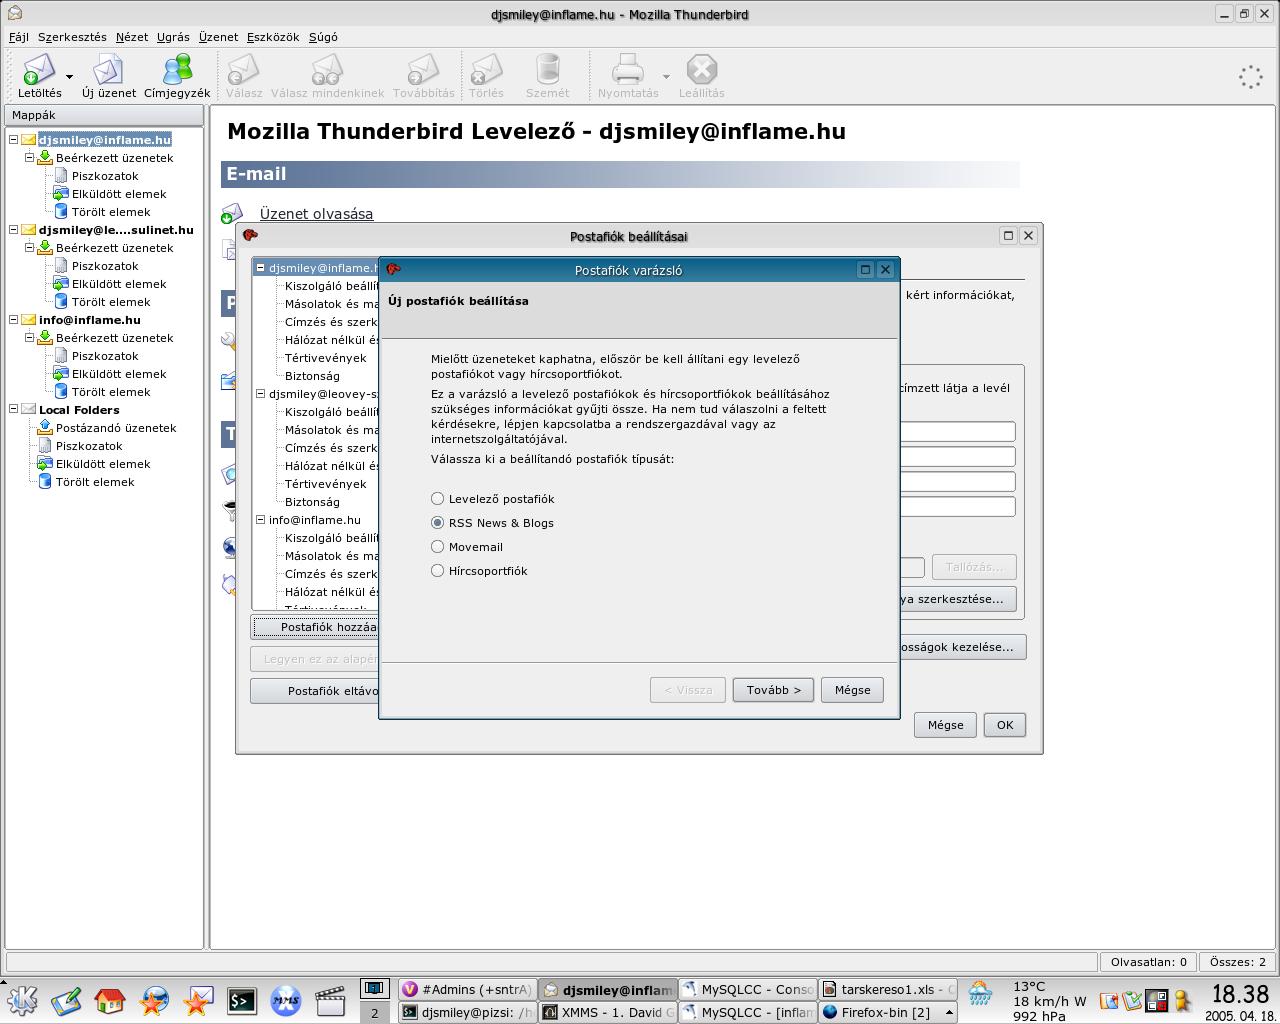 djsmiley@inflame.hu - Mozilla Thunderbird
Fájl Szerkesztés Nézet Ugrás Üzenet Eszközök Súgó
Letöltés Új üzenet Címjegyzék Válasz Válasz mindenkinek Továbbítás Törlés Szemét Nyomtatás Leállítás
Mappák
djsmiley@inflame.hu
Beérkezett üzenetek
Piszkozatok
Elküldött elemek
Törölt elemek
djsmiley@le....sulinet.hu
Beérkezett üzenetek
Piszkozatok
Elküldött elemek
Törölt elemek
info@inflame.hu
Beérkezett üzenetek
Piszkozatok
Elküldött elemek
Törölt elemek
Local Folders
Postázandó üzenetek
Piszkozatok
Elküldött elemek
Törölt elemek
Mozilla Thunderbird Levelező - djsmiley@inflame.hu
E-mail
Üzenet olvasása
Postafiók beállításai
djsmiley@inflame.h
Kiszolgáló beállít
Másolatok és ma
Címzés és szerk
Hálózat nélkül és
Tértivevények
Biztonság
djsmiley@leovey-s
Kiszolgáló beállít
Másolatok és ma
Címzés és szerk
Hálózat nélkül és
Tértivevények
Biztonság
info@inflame.hu
Kiszolgáló beállít
Másolatok és ma
Címzés és szerk
Hálózat nélkül és
Tértivevények
Postafiók hozzáa
Legyen ez az alapér
Postafiók eltávo
kért információkat,
címzett látja a levél
Tallózás...
ya szerkesztése...
osságok kezelése...
Mégse OK
Postafiók varázsló
Új postafiók beállítása
Mielőtt üzeneteket kaphatna, először be kell állítani egy levelező
postafiókot vagy hírcsoportfiókot.
Ez a varázsló a levelező postafiókok és hírcsoportfiókok beállításához
szükséges információkat gyűjti össze. Ha nem tud válaszolni a feltett
kérdésekre, lépjen kapcsolatba a rendszergazdával vagy az
internetszolgáltatójával.
Válassza ki a beállítandó postafiók típusát:
Levelező postafiók
RSS News & Blogs
Movemail
Hírcsoportfiók
< Vissza Tovább > Mégse
Olvasatlan: 0 Összes: 2
MMS
2
#Admins (+sntrA) djsmiley@inflam MySQLCC - Conso tarskereso1.xls - C
djsmiley@pizsi: /h XMMS - 1. David G MySQLCC - [inflam Firefox-bin [2]
13°C
18 km/h W
992 hPa
18.38
2005. 04. 18.